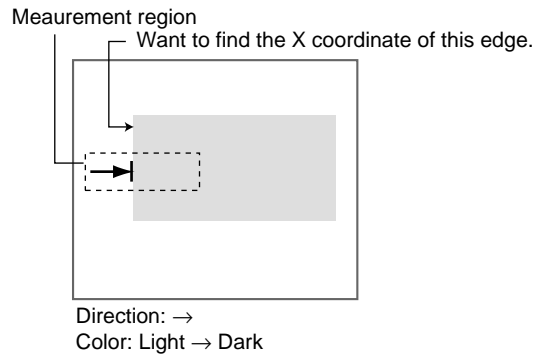 Meaurement region
Want to find the X coordinate of this edge.
Direction: →
Color: Light → Dark